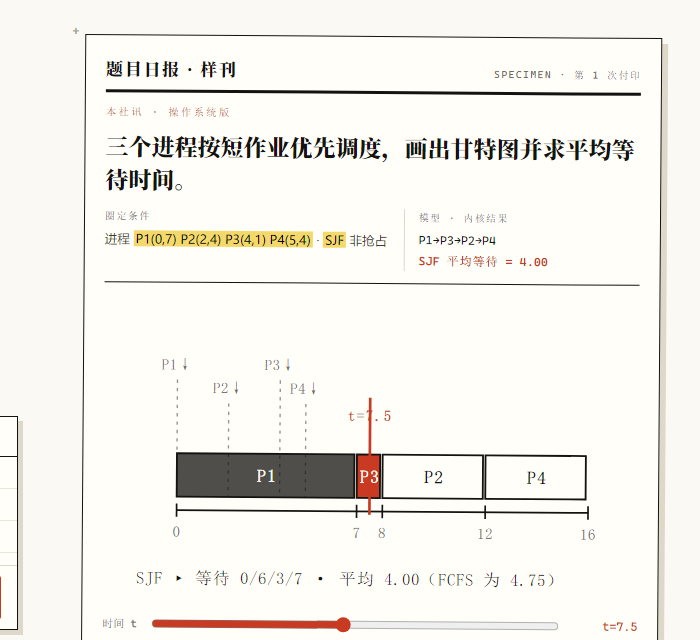 题目日报 · 样刊
SPECIMEN · 第 1 次付印
本社讯 · 操作系统版
三个进程按短作业优先调度，画出甘特图并求平均等
待时间。
圈定条件
进程 P1(0,7) P2(2,4) P3(4,1) P4(5,4) · SJF 非抢占
模型 · 内核结果
P1→P3→P2→P4
SJF 平均等待 = 4.00
P1↓ P3↓
P2↓ P4↓
t=7.5
P1 P3 P2 P4
0 7 8 12 16
SJF ▸ 等待 0/6/3/7 • 平均 4.00（FCFS 为 4.75）
时间 t t=7.5